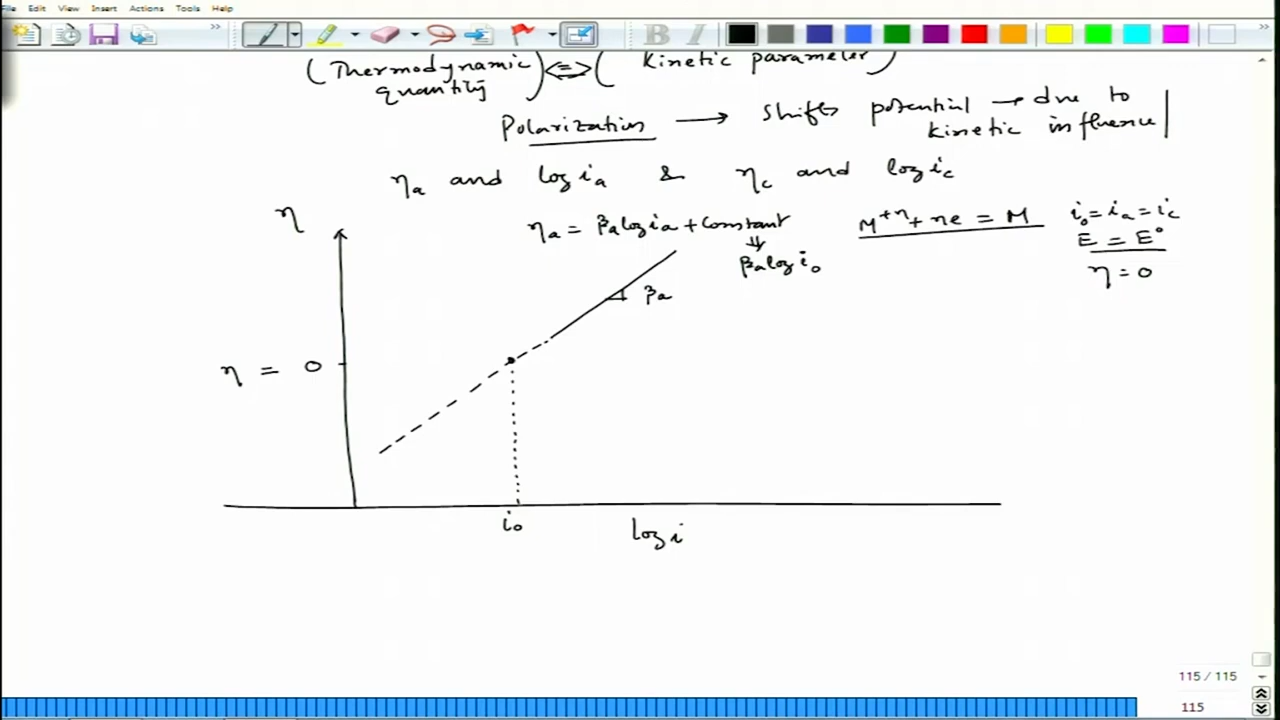 File Edit View Insert Actions Tools Help
B I
(Thermodynamic quantity) <=> (Kinetic parameter)
Polarization → Shifts potential → due to kinetic influence
ηa and log ia & ηc and log ic
η
ηa = βa log ia + constant
⇓
βa log i0
M⁺ⁿ + ne = M
i0 = ia = ic
E = E°
η = 0
βa
η = 0
i0
log i
115 / 115
115